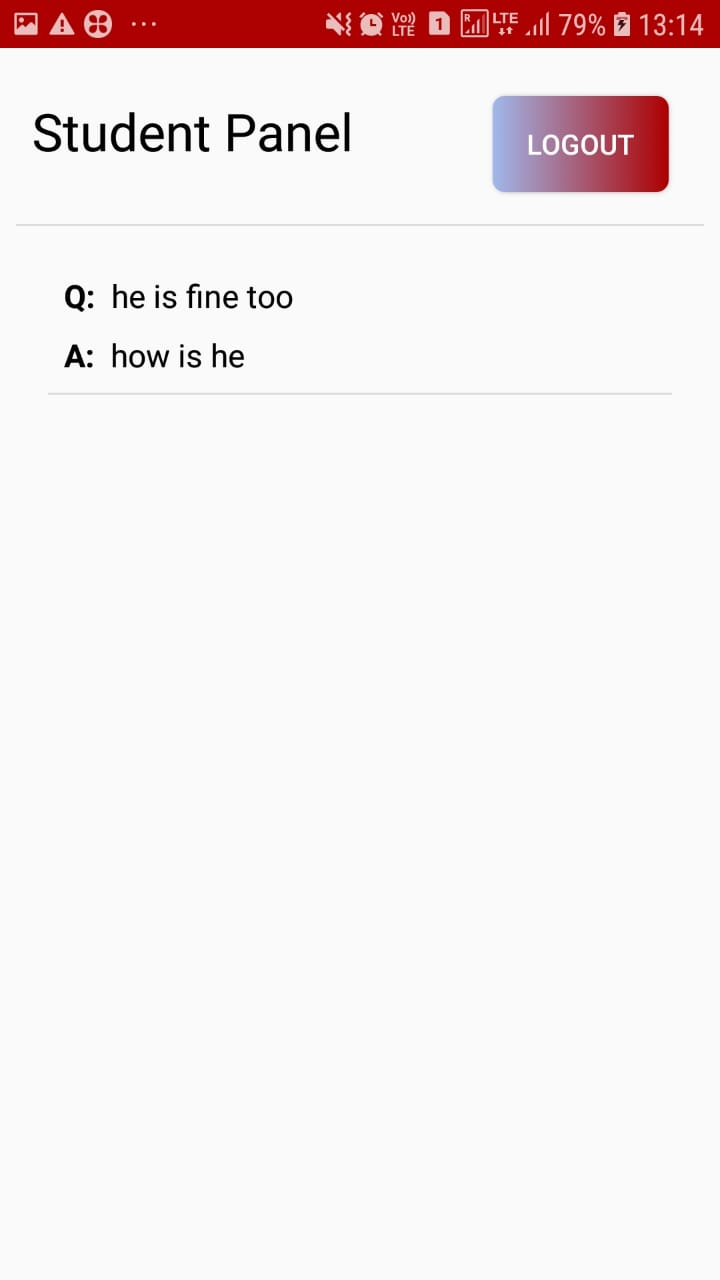 Vo)) LTE 1 R LTE 79% 13:14
Student Panel
LOGOUT
Q: he is fine too
A: how is he